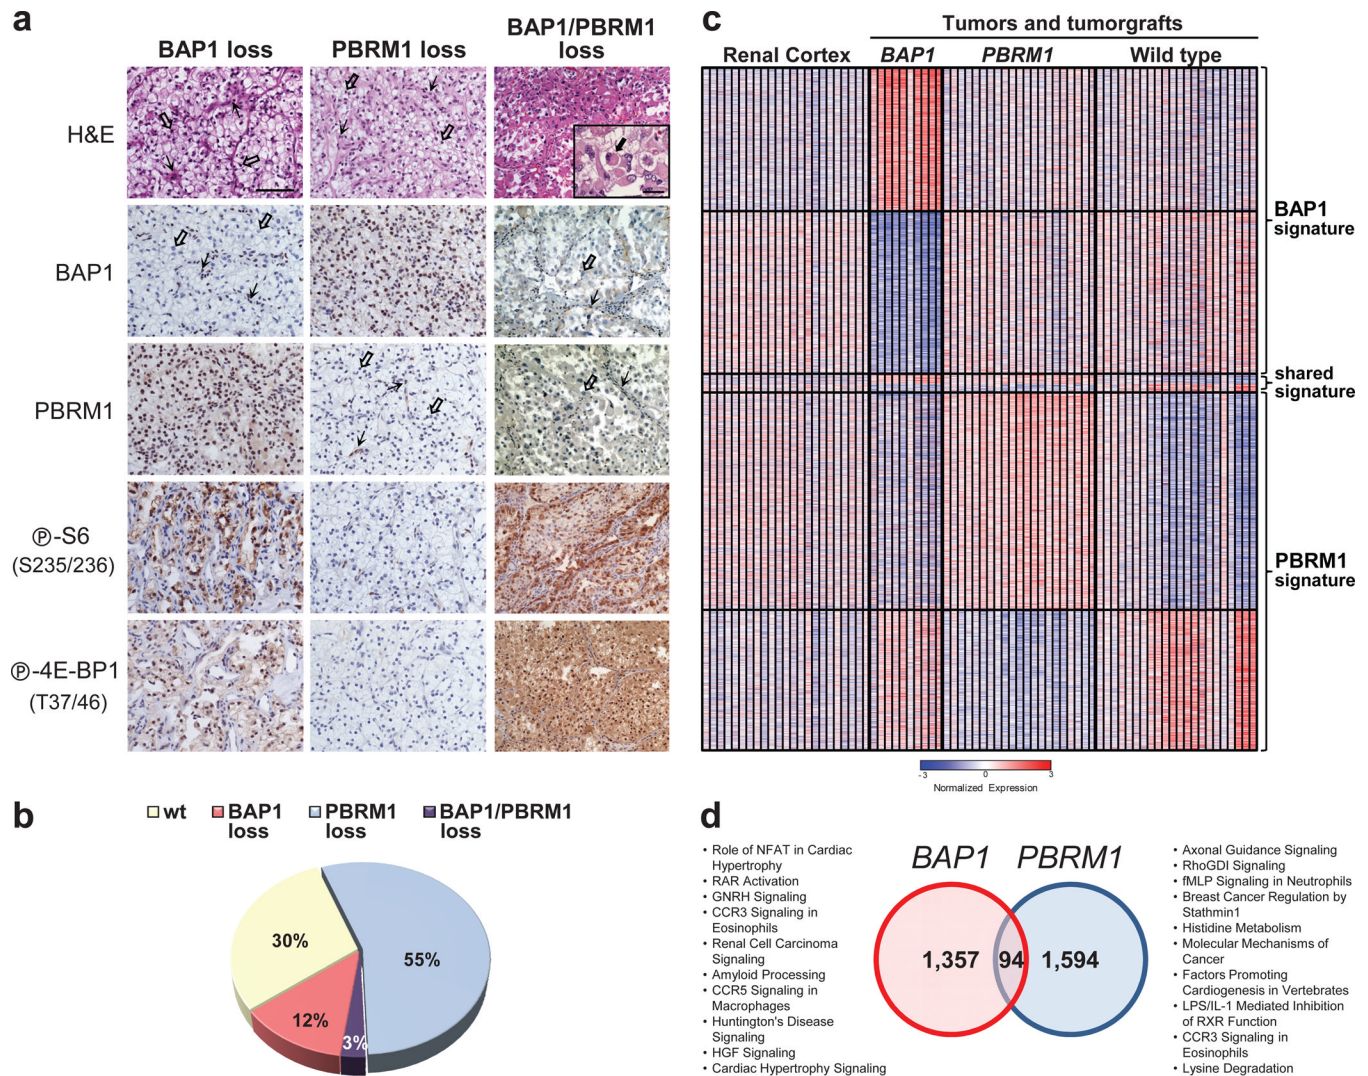 a
BAP1 loss
PBRM1 loss
BAP1/PBRM1
loss
H&E
BAP1
PBRM1
Ⓟ-S6
(S235/236)
Ⓟ-4E-BP1
(T37/46)
b
wt
BAP1
loss
PBRM1
loss
BAP1/PBRM1
loss
30%
55%
12%
3%
c
Tumors and tumorgrafts
Renal Cortex
BAP1
PBRM1
Wild type
BAP1
signature
shared
signature
PBRM1
signature
-3
0
3
Normalized Expression
d
• Role of NFAT in Cardiac
Hypertrophy
• RAR Activation
• GNRH Signaling
• CCR3 Signaling in
Eosinophils
• Renal Cell Carcinoma
Signaling
• Amyloid Processing
• CCR5 Signaling in
Macrophages
• Huntington's Disease
Signaling
• HGF Signaling
• Cardiac Hypertrophy Signaling
BAP1
PBRM1
1,357
94
1,594
• Axonal Guidance Signaling
• RhoGDI Signaling
• fMLP Signaling in Neutrophils
• Breast Cancer Regulation by
Stathmin1
• Histidine Metabolism
• Molecular Mechanisms of
Cancer
• Factors Promoting
Cardiogenesis in Vertebrates
• LPS/IL-1 Mediated Inhibition
of RXR Function
• CCR3 Signaling in
Eosinophils
• Lysine Degradation